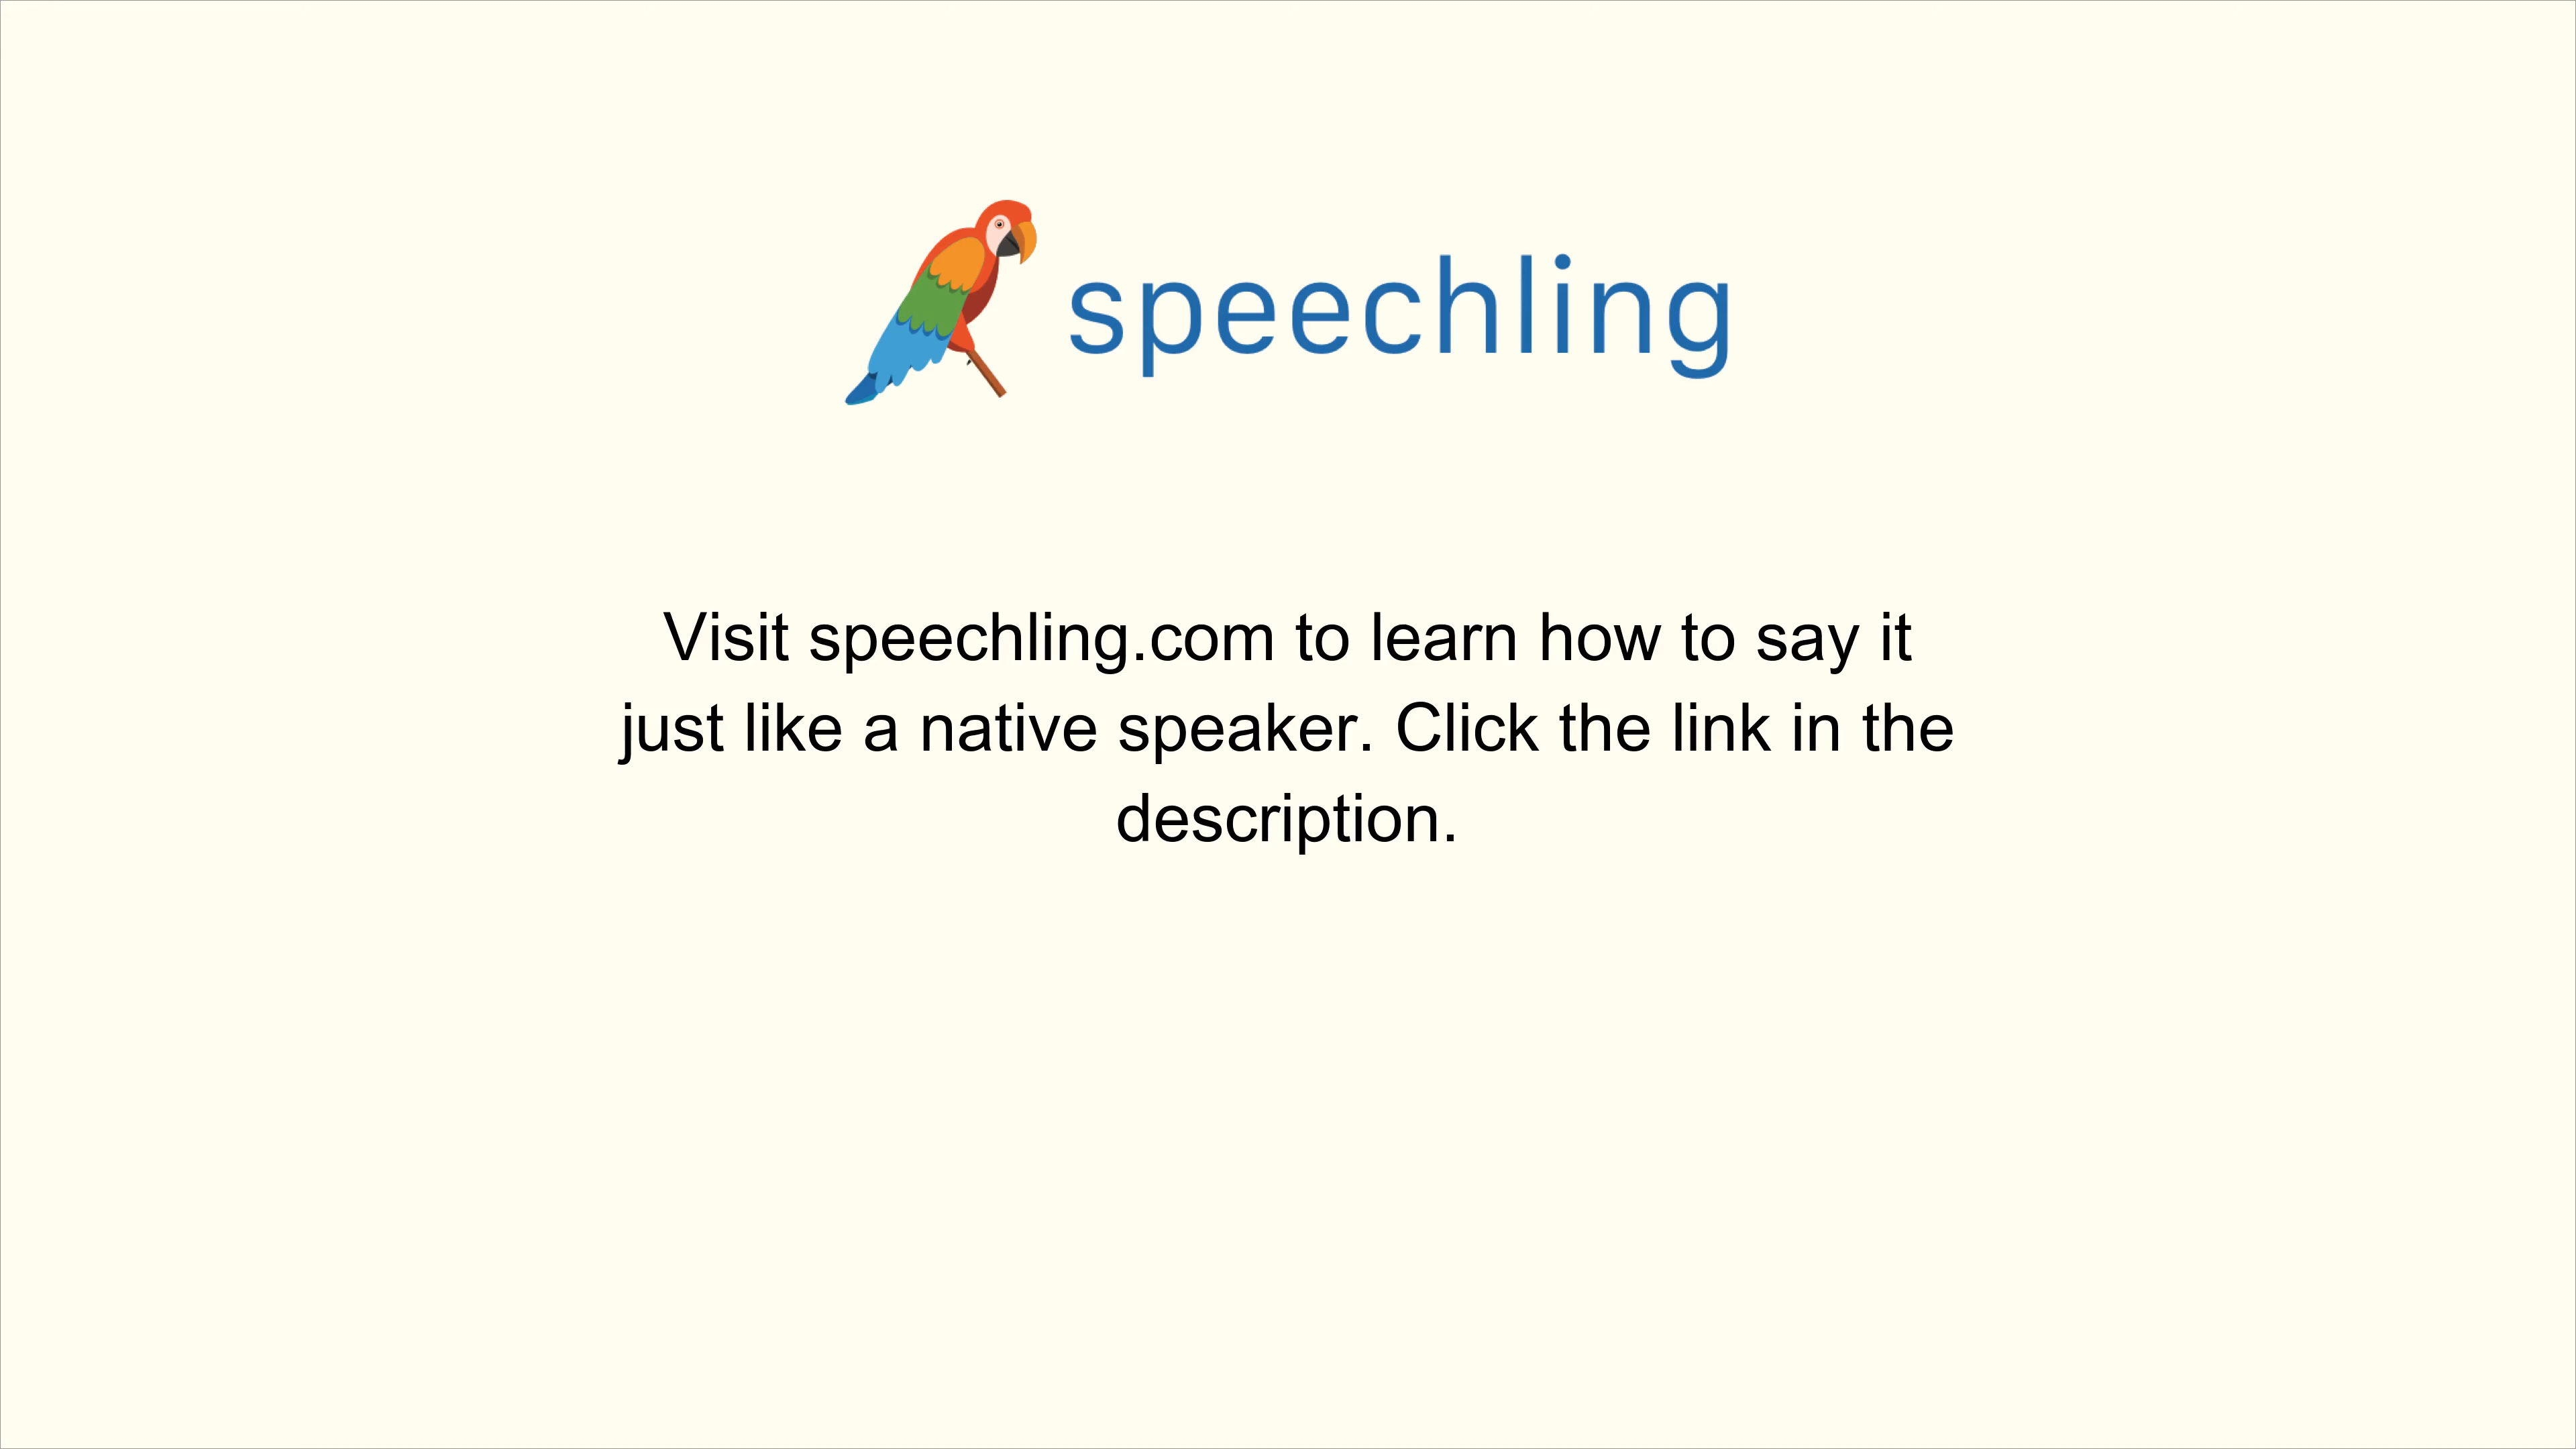 speechling
Visit speechling.com to learn how to say it
just like a native speaker. Click the link in the
description.